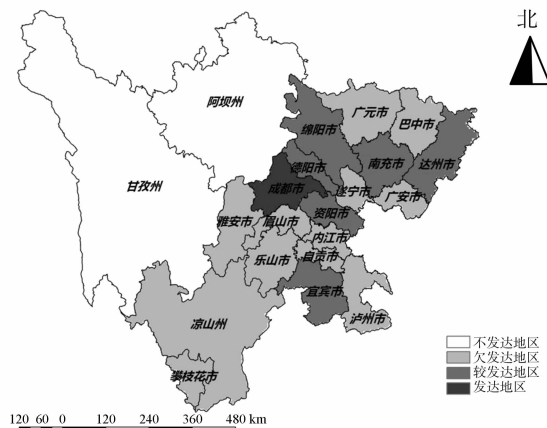 北
阿坝州
广元市
巴中市
绵阳市
德阳市
南充市
达州市
甘孜州
成都市
遂宁市
广安市
资阳市
雅安市
眉山市
内江市
自贡市
乐山市
宜宾市
凉山州
泸州市
攀枝花市
不发达地区
欠发达地区
较发达地区
发达地区
120 60 0 120 240 360 480 km